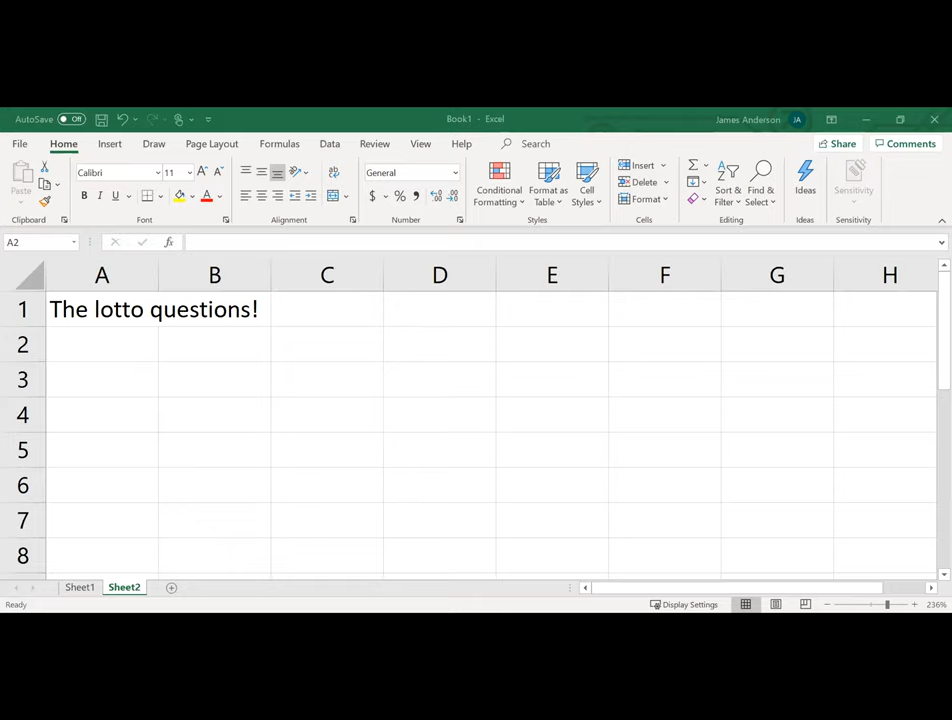 AutoSave Off Book1 - Excel James Anderson JA
File Home Insert Draw Page Layout Formulas Data Review View Help Search Share Comments
Paste Calibri 11 A A ab General Conditional Formatting Format as Table Cell Styles Insert Delete Format Sort & Filter Find & Select Ideas Sensitivity
B I U A $ % , .00
Clipboard Font Alignment Number Styles Cells Editing Ideas Sensitivity
A2 fx
A B C D E F G H
1 The lotto questions!
2
3
4
5
6
7
8
Sheet1 Sheet2
Ready Display Settings 236%